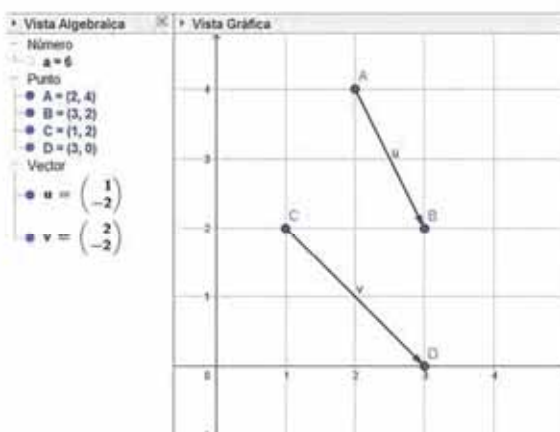 Vista Algebraica
Vista Gráfica
Número
a = 6
Punto
A = (2, 4)
B = (3, 2)
C = (1, 2)
D = (3, 0)
Vector
u = ( 1
-2 )
v = ( 2
-2 )
A
4
u
3
C
B
2
v
1
D
0 1 2 3 4